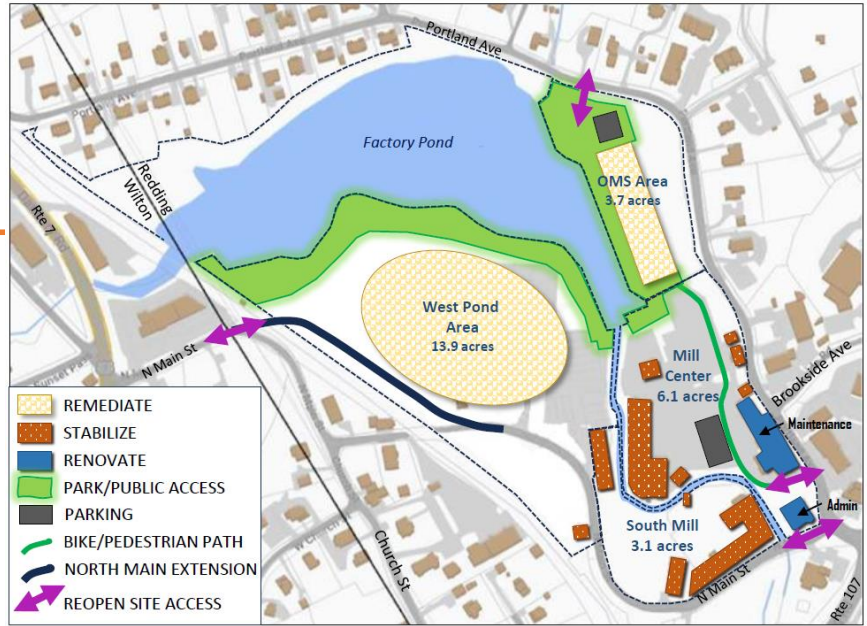 Portland Ave
Portland Ave
Factory Pond
Redding
Wilton
Rte 7
OMS Area
3.7 acres
West Pond
Area
13.9 acres
N Main St
Mill
Center
6.1 acres
Brookside Ave
Maintenance
Admin
South Mill
3.1 acres
N Main St
Church St
Rte 107
REMEDIATE
STABILIZE
RENOVATE
PARK/PUBLIC ACCESS
PARKING
BIKE/PEDESTRIAN PATH
NORTH MAIN EXTENSION
REOPEN SITE ACCESS